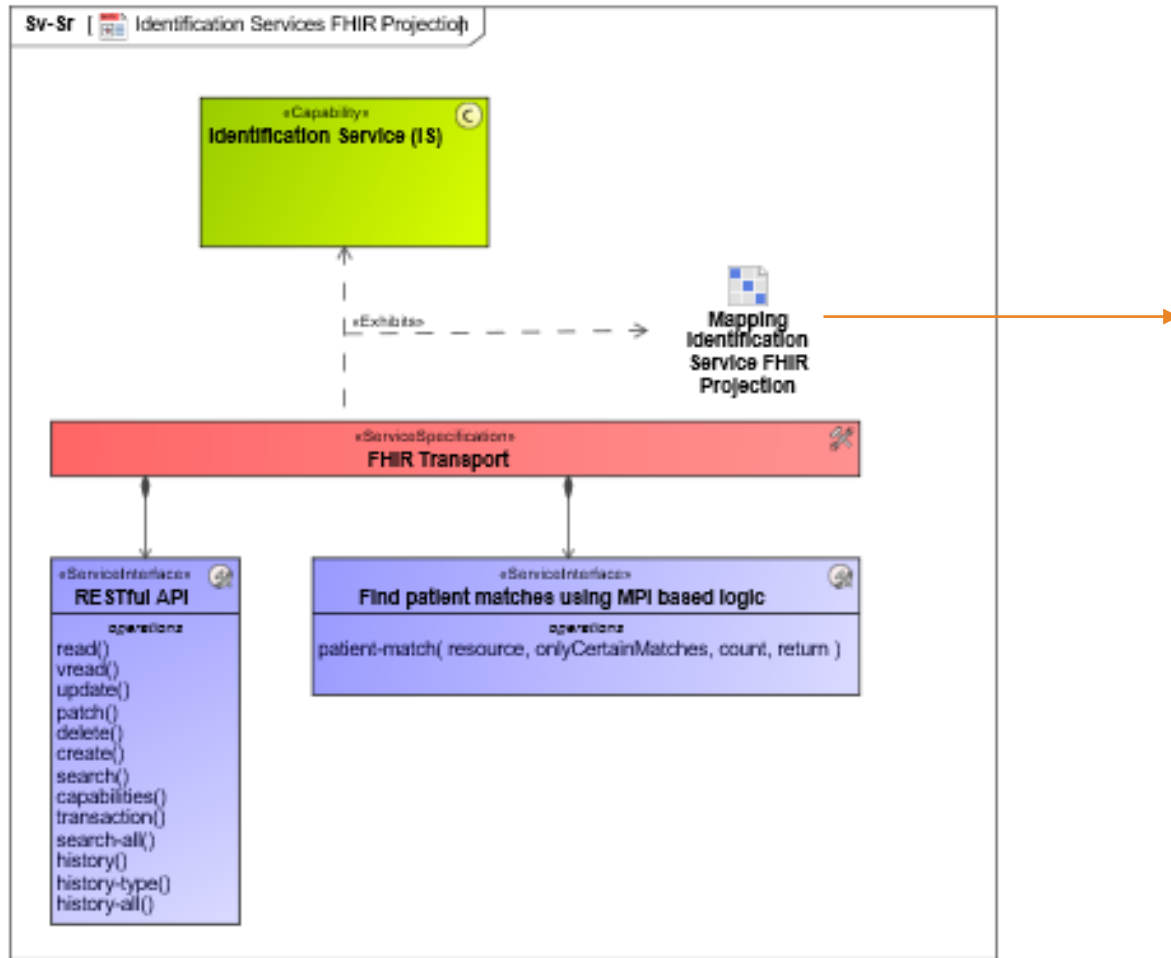 Sv-Sr [ Identification Services FHIR Projection
«Capability»
C
Identification Service (IS)
«Exhibits»
Mapping
Identification
Service FHIR
Projection
«ServiceSpecification»
FHIR Transport
«ServiceInterface»
RESTful API
operations
read()
vread()
update()
patch()
delete()
create()
search()
capabilities()
transaction()
search-all()
history()
history-type()
history-all()
«ServiceInterface»
Find patient matches using MPI based logic
operations
patient-match( resource, onlyCertainMatches, count, return )